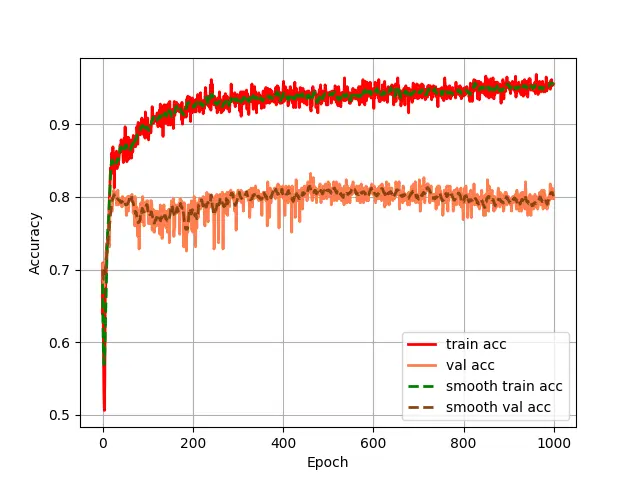 0.9
0.8
0.7
0.6
0.5
Accuracy
0
200
400
600
800
1000
Epoch
train acc
val acc
smooth train acc
smooth val acc